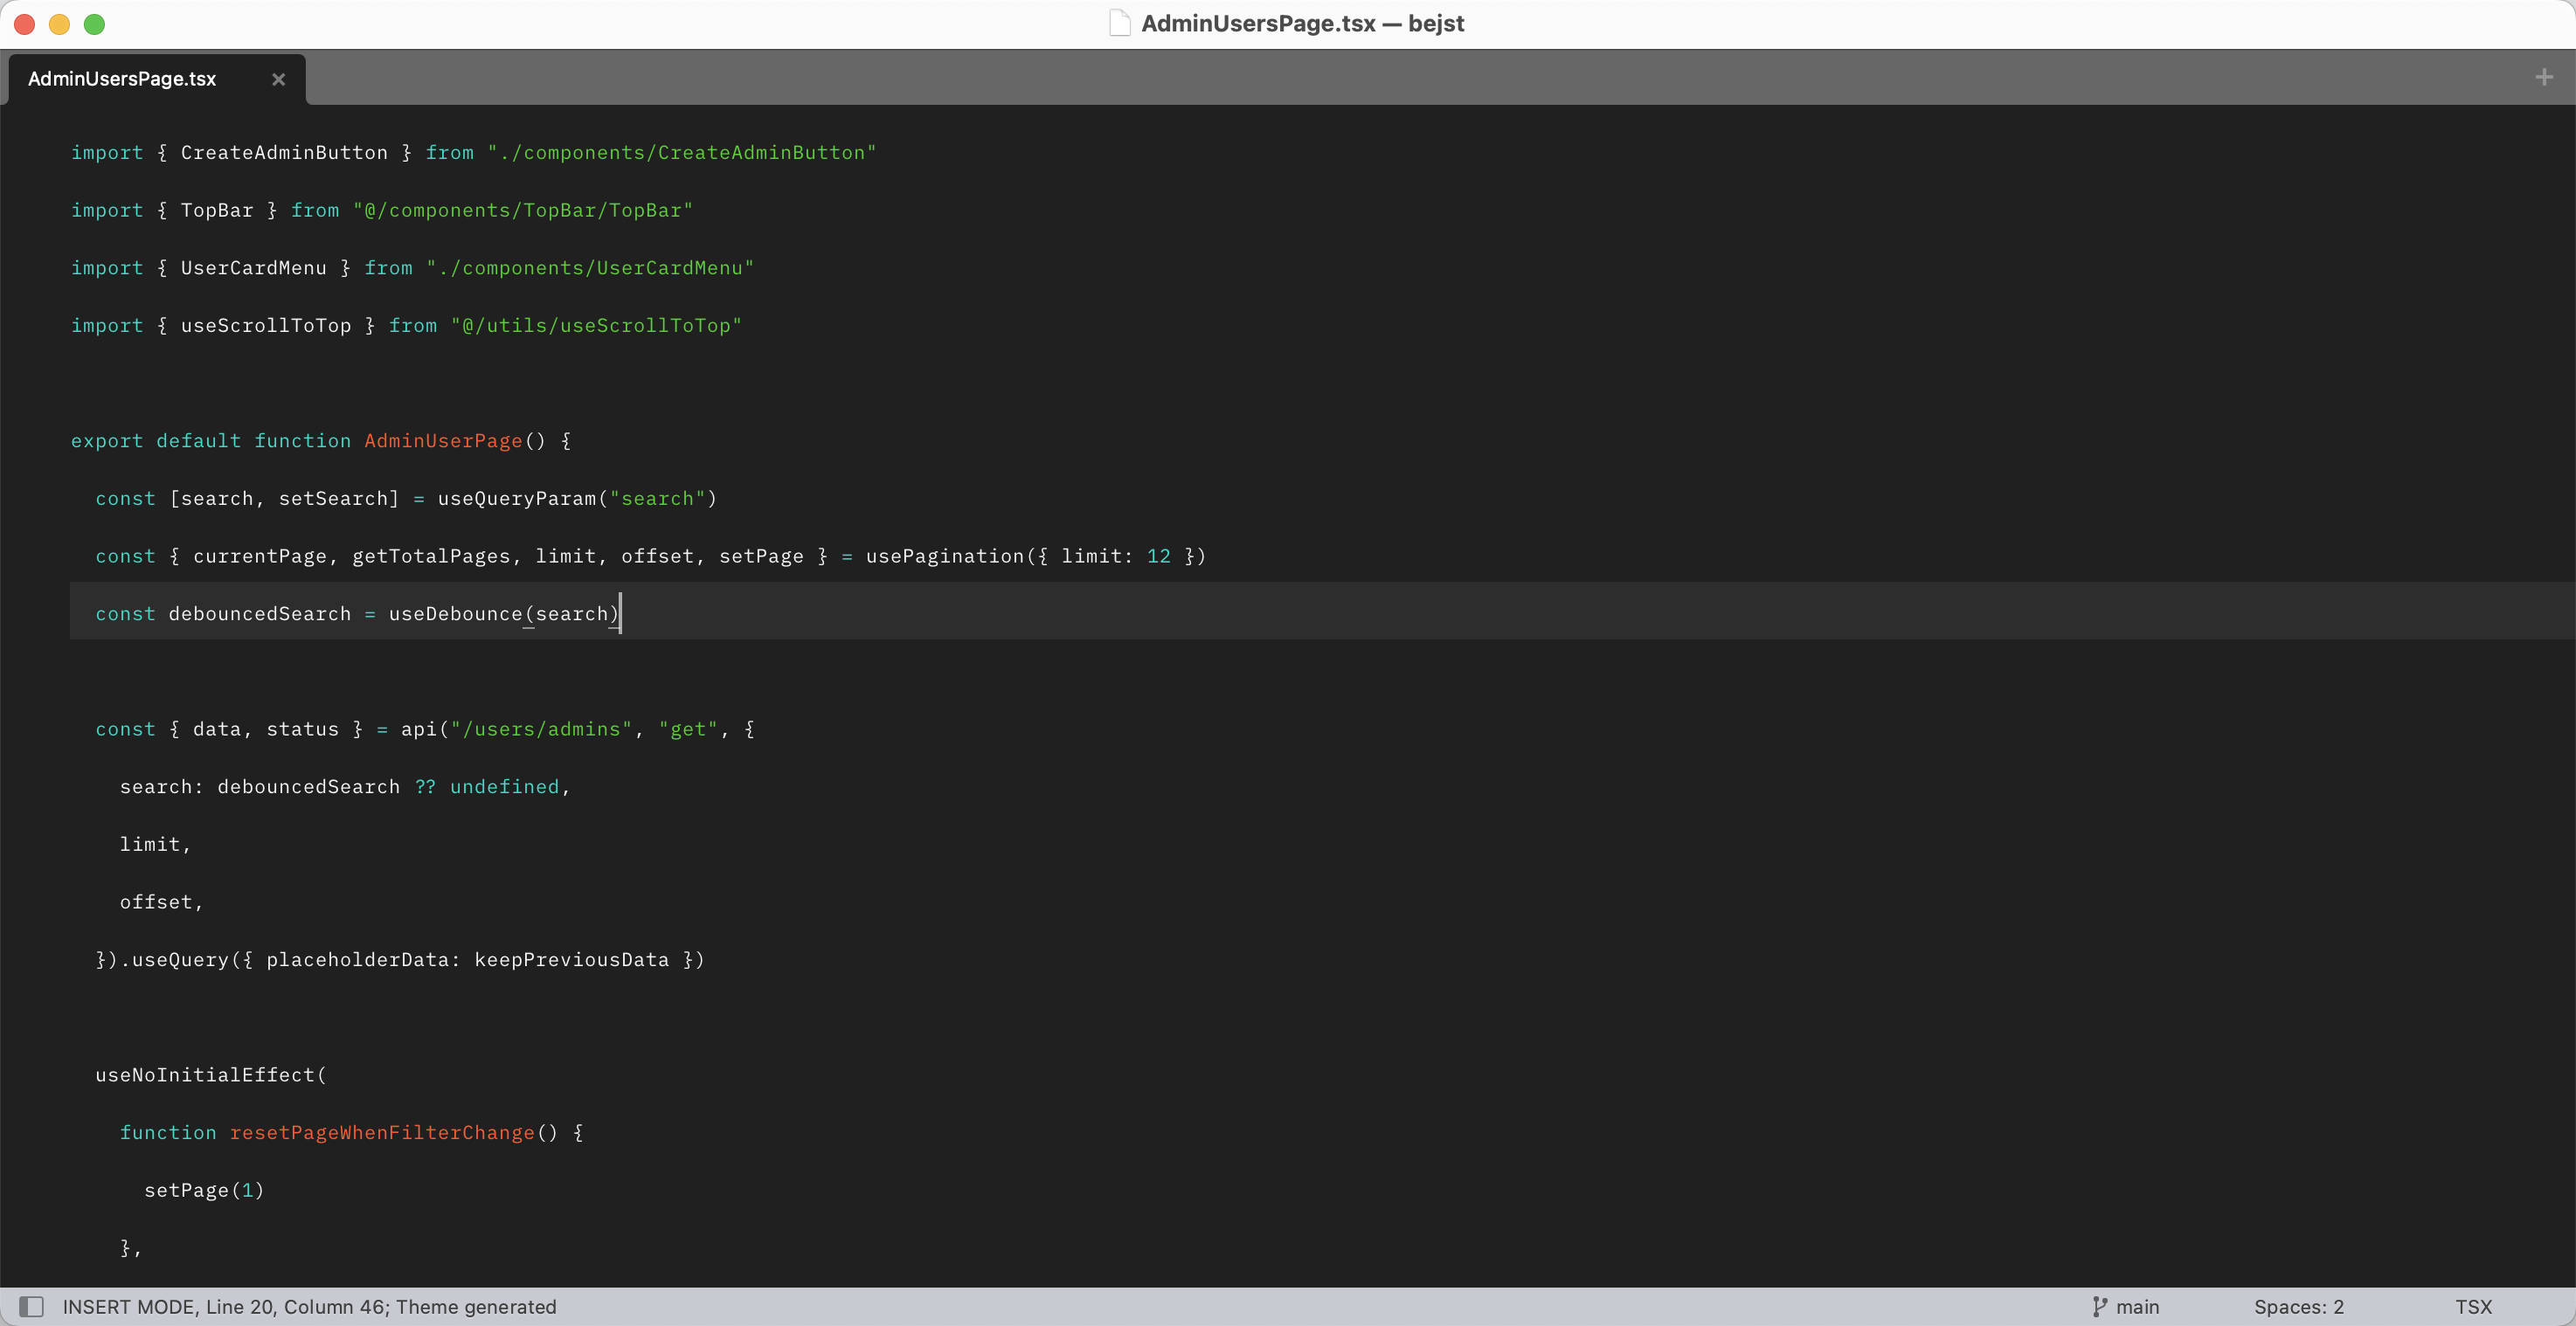 AdminUsersPage.tsx — bejst
AdminUsersPage.tsx
import { CreateAdminButton } from "./components/CreateAdminButton"
import { TopBar } from "@/components/TopBar/TopBar"
import { UserCardMenu } from "./components/UserCardMenu"
import { useScrollToTop } from "@/utils/useScrollToTop"
export default function AdminUserPage() {
  const [search, setSearch] = useQueryParam("search")
  const { currentPage, getTotalPages, limit, offset, setPage } = usePagination({ limit: 12 })
  const debouncedSearch = useDebounce(search)
  const { data, status } = api("/users/admins", "get", {
    search: debouncedSearch ?? undefined,
    limit,
    offset,
  }).useQuery({ placeholderData: keepPreviousData })
  useNoInitialEffect(
    function resetPageWhenFilterChange() {
      setPage(1)
    },
INSERT MODE, Line 20, Column 46; Theme generated
main
Spaces: 2
TSX